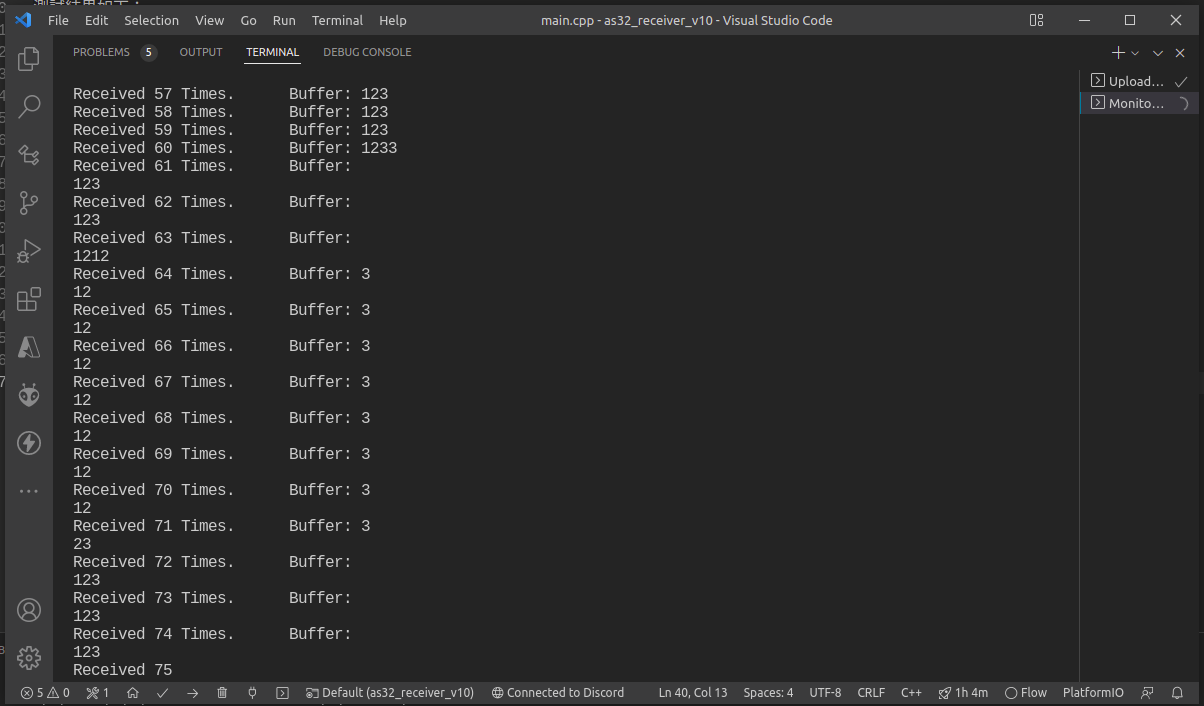 File Edit Selection View Go Run Terminal Help
main.cpp - as32_receiver_v10 - Visual Studio Code
PROBLEMS 5 OUTPUT TERMINAL DEBUG CONSOLE
Received 57 Times. Buffer: 123
Received 58 Times. Buffer: 123
Received 59 Times. Buffer: 123
Received 60 Times. Buffer: 1233
Received 61 Times. Buffer:
123
Received 62 Times. Buffer:
123
Received 63 Times. Buffer:
1212
Received 64 Times. Buffer: 3
12
Received 65 Times. Buffer: 3
12
Received 66 Times. Buffer: 3
12
Received 67 Times. Buffer: 3
12
Received 68 Times. Buffer: 3
12
Received 69 Times. Buffer: 3
12
Received 70 Times. Buffer: 3
12
Received 71 Times. Buffer: 3
23
Received 72 Times. Buffer:
123
Received 73 Times. Buffer:
123
Received 74 Times. Buffer:
123
Received 75
Upload...
Monito...
5 0 1 Default (as32_receiver_v10) Connected to Discord Ln 40, Col 13 Spaces: 4 UTF-8 CRLF C++ 1h 4m Flow PlatformIO